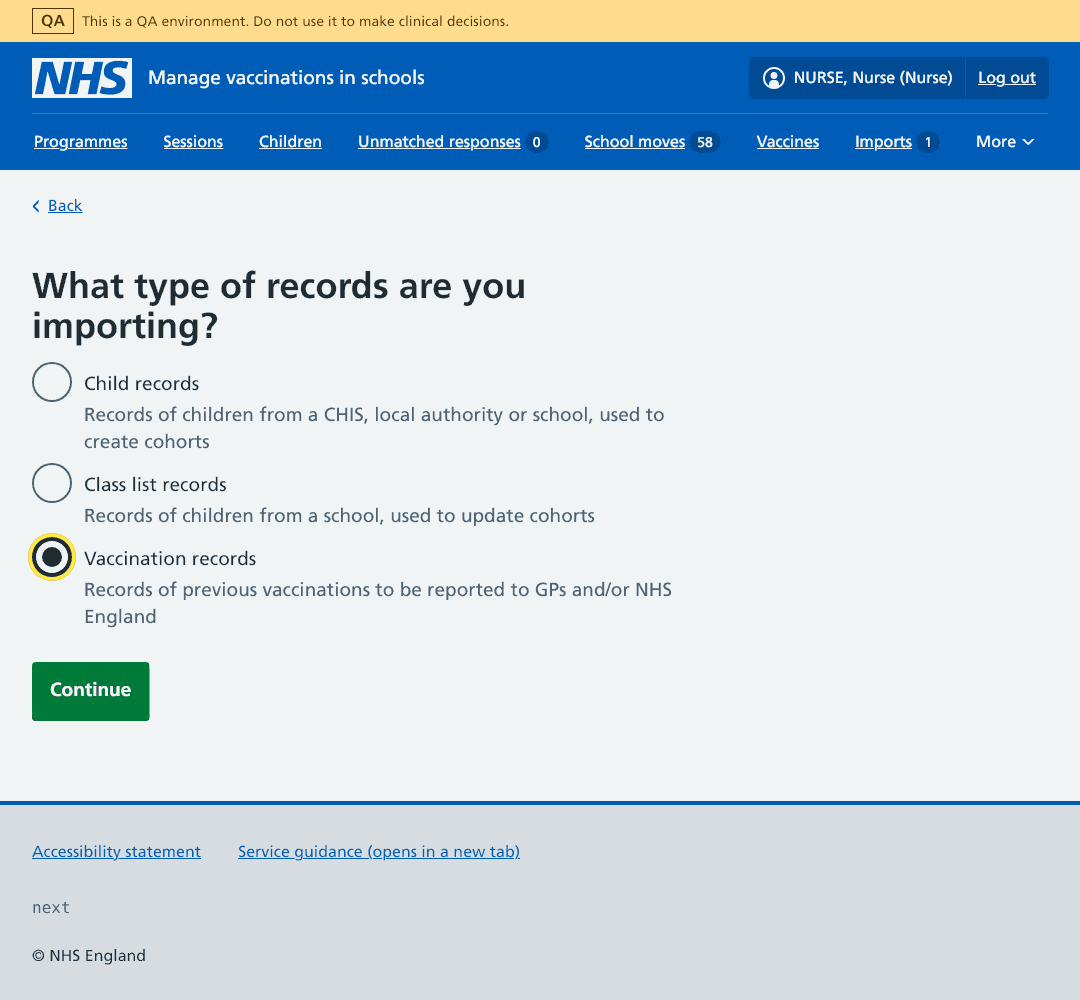 QA This is a QA environment. Do not use it to make clinical decisions.
NHS Manage vaccinations in schools NURSE, Nurse (Nurse) Log out
Programmes Sessions Children Unmatched responses 0 School moves 58 Vaccines Imports 1 More
Back
What type of records are you
importing?
Child records
Records of children from a CHIS, local authority or school, used to
create cohorts
Class list records
Records of children from a school, used to update cohorts
Vaccination records
Records of previous vaccinations to be reported to GPs and/or NHS
England
Continue
Accessibility statement Service guidance (opens in a new tab)
next
© NHS England